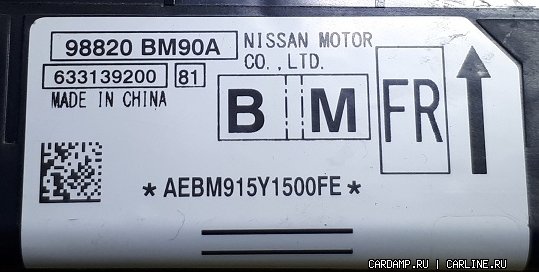 98820 BM90A
NISSAN MOTOR
CO.,LTD.
633139200 81
MADE IN CHINA
B M
FR
*AEBM915Y1500FE*
CARDAMP.RU | CARLINE.RU